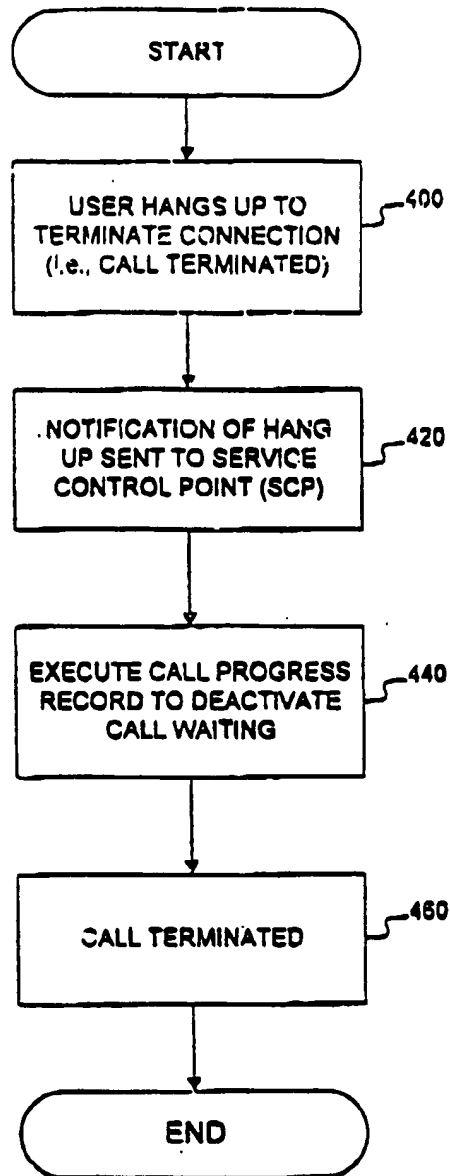 START
USER HANGS UP TO
TERMINATE CONNECTION
(i.e., CALL TERMINATED)
400
NOTIFICATION OF HANG
UP SENT TO SERVICE
CONTROL POINT (SCP)
420
EXECUTE CALL PROGRESS
RECORD TO DEACTIVATE
CALL WAITING
440
CALL TERMINATED
460
END